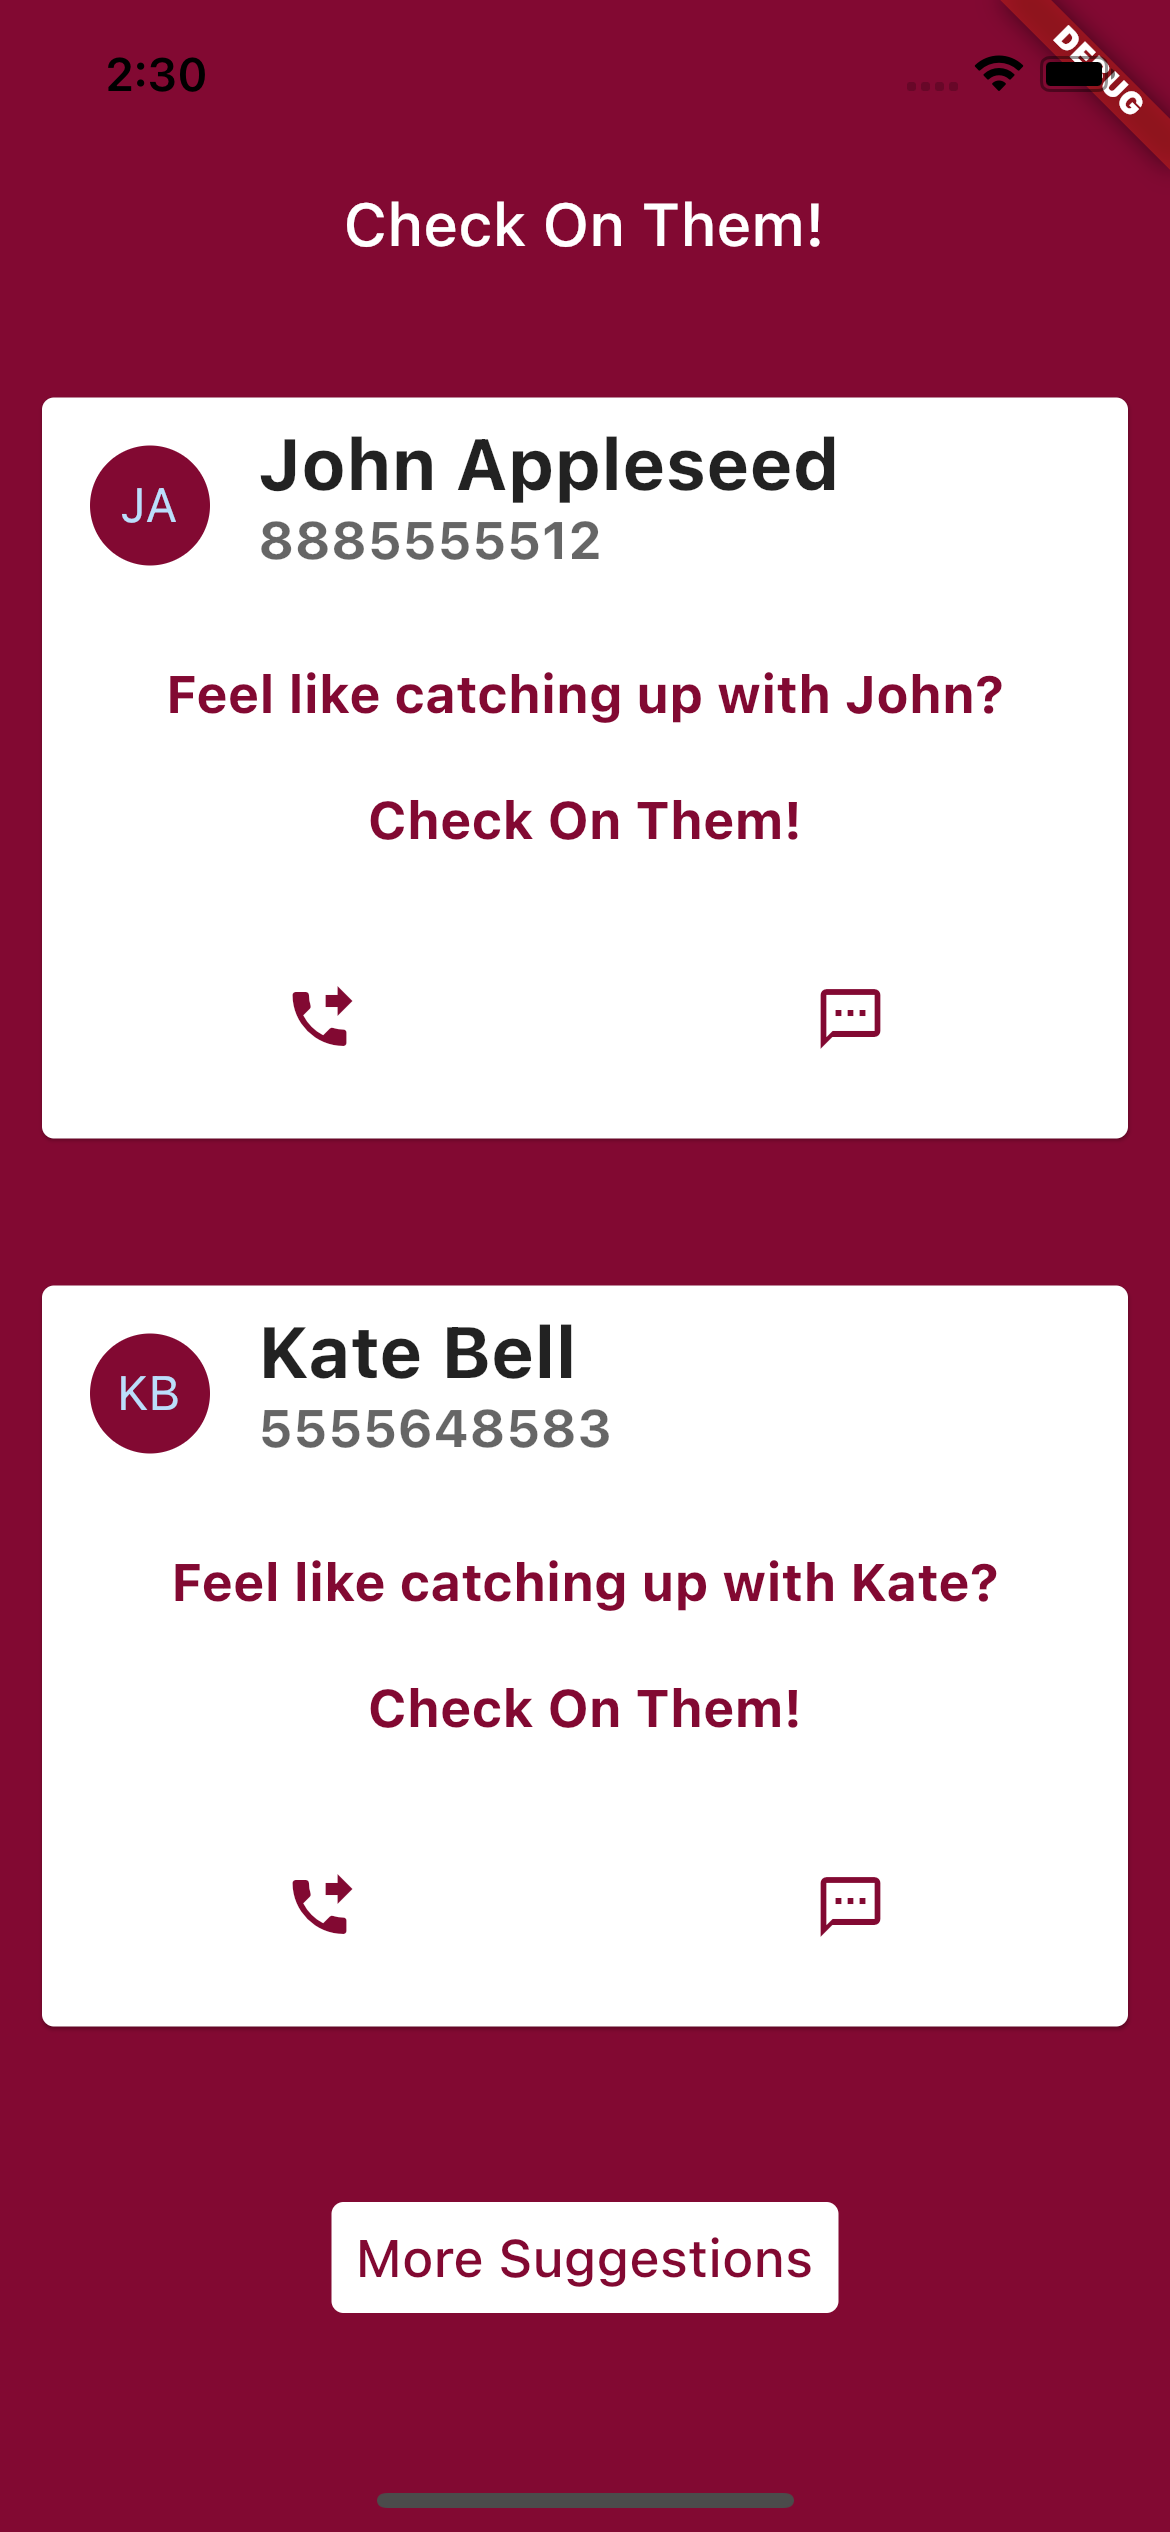 2:30
DEBUG
Check On Them!
JA
John Appleseed
8885555512
Feel like catching up with John?
Check On Them!
KB
Kate Bell
5555648583
Feel like catching up with Kate?
Check On Them!
More Suggestions